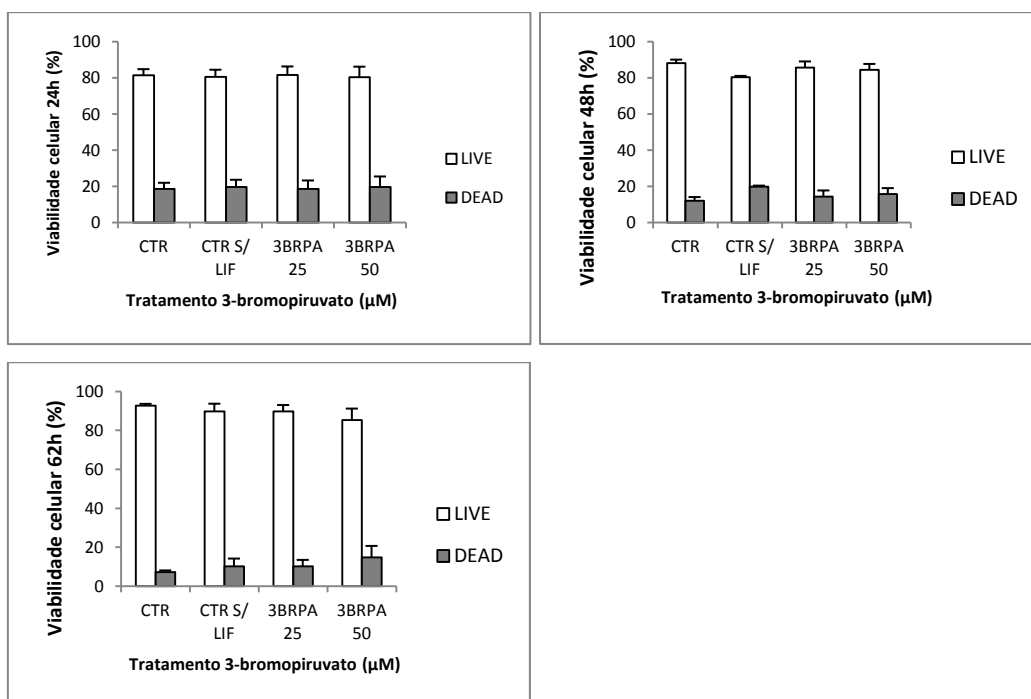 Viabilidade celular 24h (%)
100
80
60
40
20
0
CTR
CTR S/
LIF
3BRPA
25
3BRPA
50
Tratamento 3-bromopiruvato (µM)
LIVE
DEAD
Viabilidade celular 48h (%)
100
80
60
40
20
0
CTR
CTR S/
LIF
3BRPA
25
3BRPA
50
Tratamento 3-bromopiruvato (µM)
LIVE
DEAD
Viabilidade celular 62h (%)
100
80
60
40
20
0
CTR
CTR S/
LIF
3BRPA
25
3BRPA
50
Tratamento 3-bromopiruvato (µM)
LIVE
DEAD